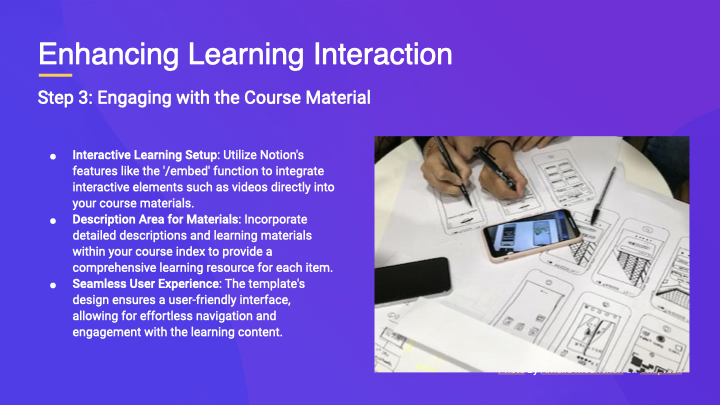 Enhancing Learning Interaction
Step 3: Engaging with the Course Material
● Interactive Learning Setup: Utilize Notion's
features like the '/embed' function to integrate
interactive elements such as videos directly into
your course materials.
● Description Area for Materials: Incorporate
detailed descriptions and learning materials
within your course index to provide a
comprehensive learning resource for each item.
● Seamless User Experience: The template's
design ensures a user-friendly interface,
allowing for effortless navigation and
engagement with the learning content.